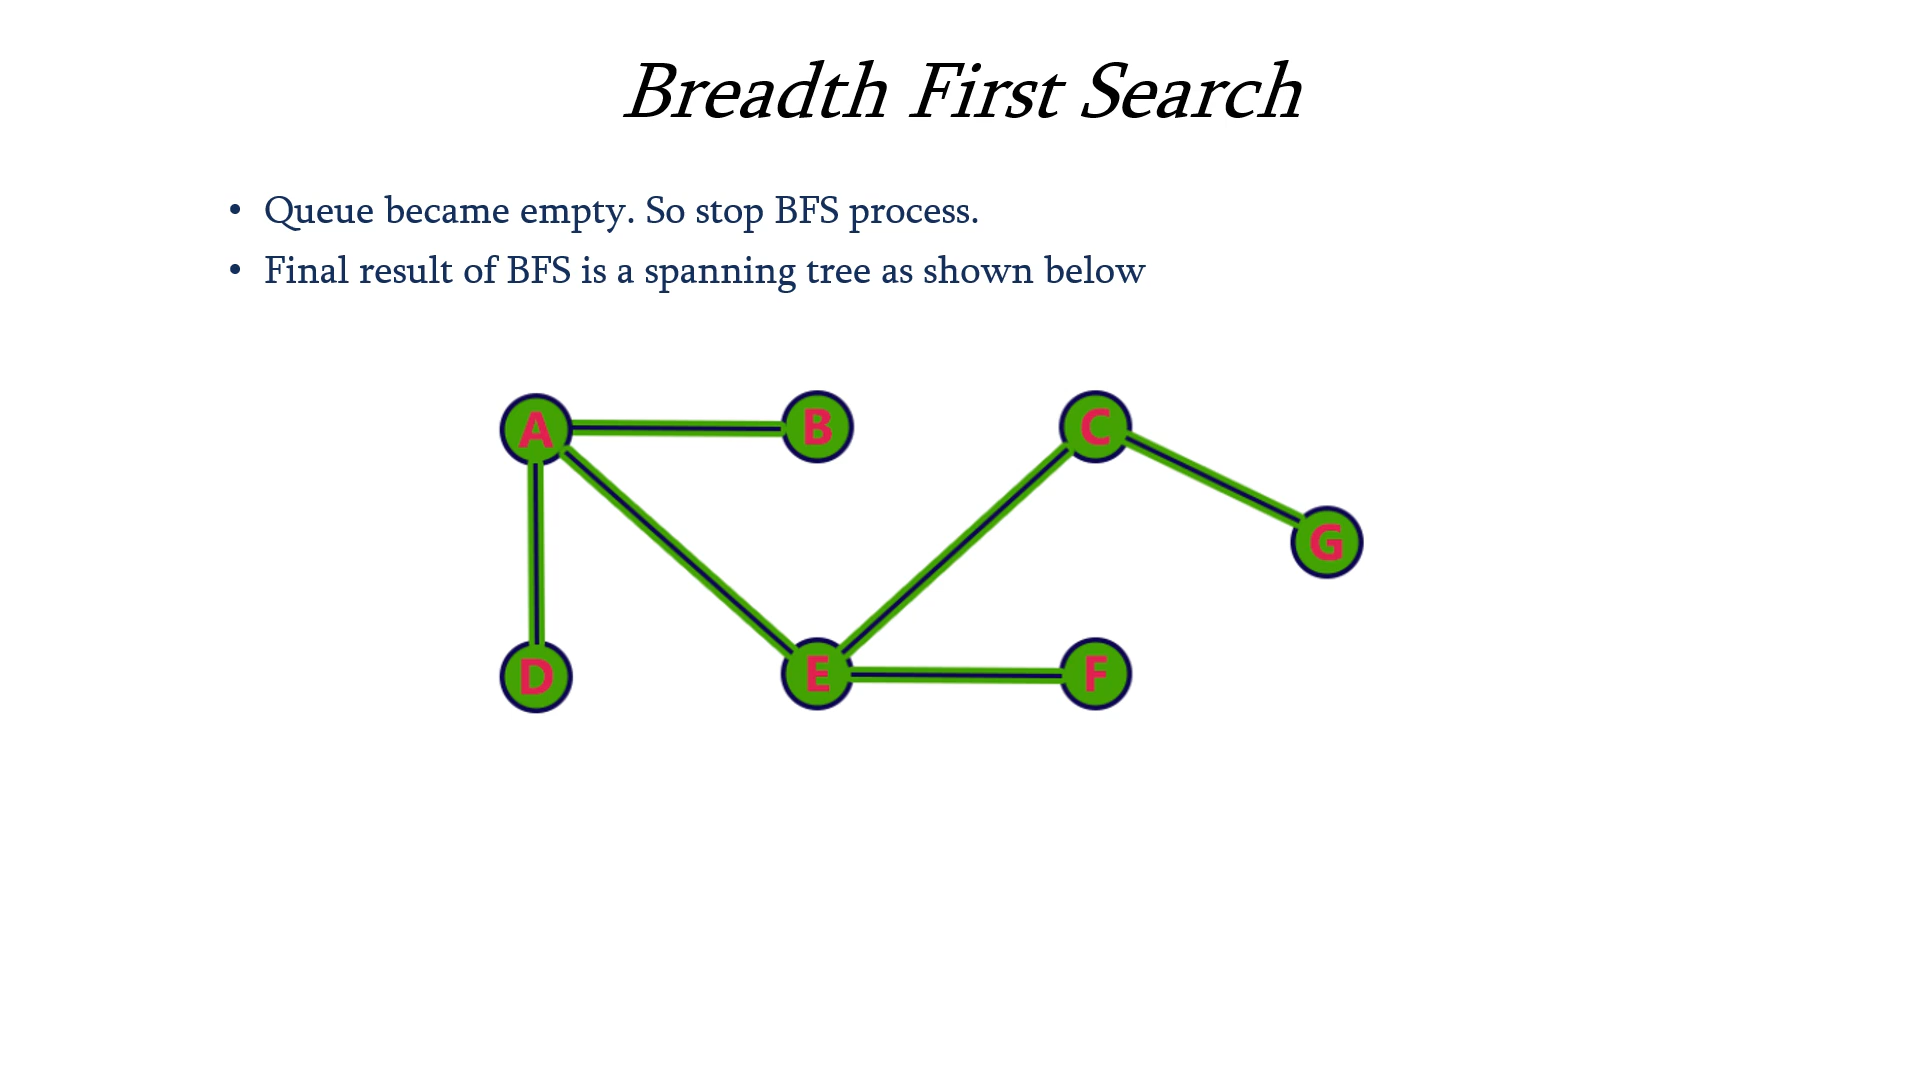 Breadth First Search
• Queue became empty. So stop BFS process.
• Final result of BFS is a spanning tree as shown below
A B C
G
D E F